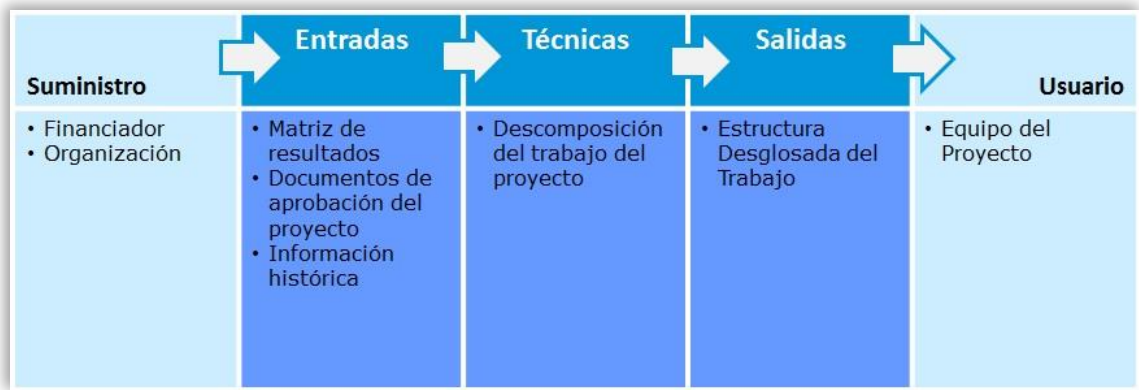 Suministro
Entradas
Técnicas
Salidas
Usuario
• Financiador
• Organización
• Matriz de
resultados
• Documentos de
aprobación del
proyecto
• Información
histórica
• Descomposición
del trabajo del
proyecto
• Estructura
Desglosada del
Trabajo
• Equipo del
Proyecto